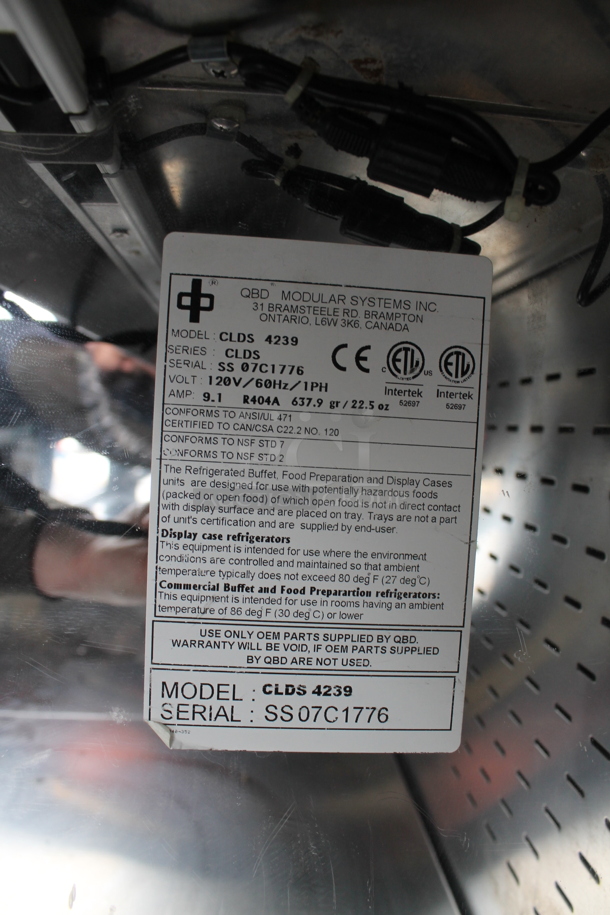 QBD MODULAR SYSTEMS INC.
31 BRAMSTEELE RD. BRAMPTON
ONTARIO, L6W 3K6, CANADA
MODEL : CLDS 4239
SERIES : CLDS
SERIAL : SS 07C1776
VOLT : 120V/60Hz/1PH
AMP: 9.1 R404A 637.9 gr/22.5 oz
CE
C ETL US
Intertek
52697
ETL
Intertek
52697
CONFORMS TO ANSI/UL 471
CERTIFIED TO CAN/CSA C22.2 NO. 120
CONFORMS TO NSF STD 7
CONFORMS TO NSF STD 2
The Refrigerated Buffet, Food Preparation and Display Cases
units are designed for use with potentially hazardous foods
(packed or open food) of which open food is not in direct contact
with display surface and are placed on tray. Trays are not a part
of unit's certification and are supplied by end-user.
Display case refrigerators
This equipment is intended for use where the environment
conditions are controlled and maintained so that ambient
temperature typically does not exceed 80 deg F (27 deg C)
Commercial Buffet and Food Preparartion refrigerators:
This equipment is intended for use in rooms having an ambient
temperature of 86 deg F (30 deg C) or lower
USE ONLY OEM PARTS SUPPLIED BY QBD.
WARRANTY WILL BE VOID, IF OEM PARTS SUPPLIED
BY QBD ARE NOT USED.
MODEL : CLDS 4239
SERIAL : SS 07C1776